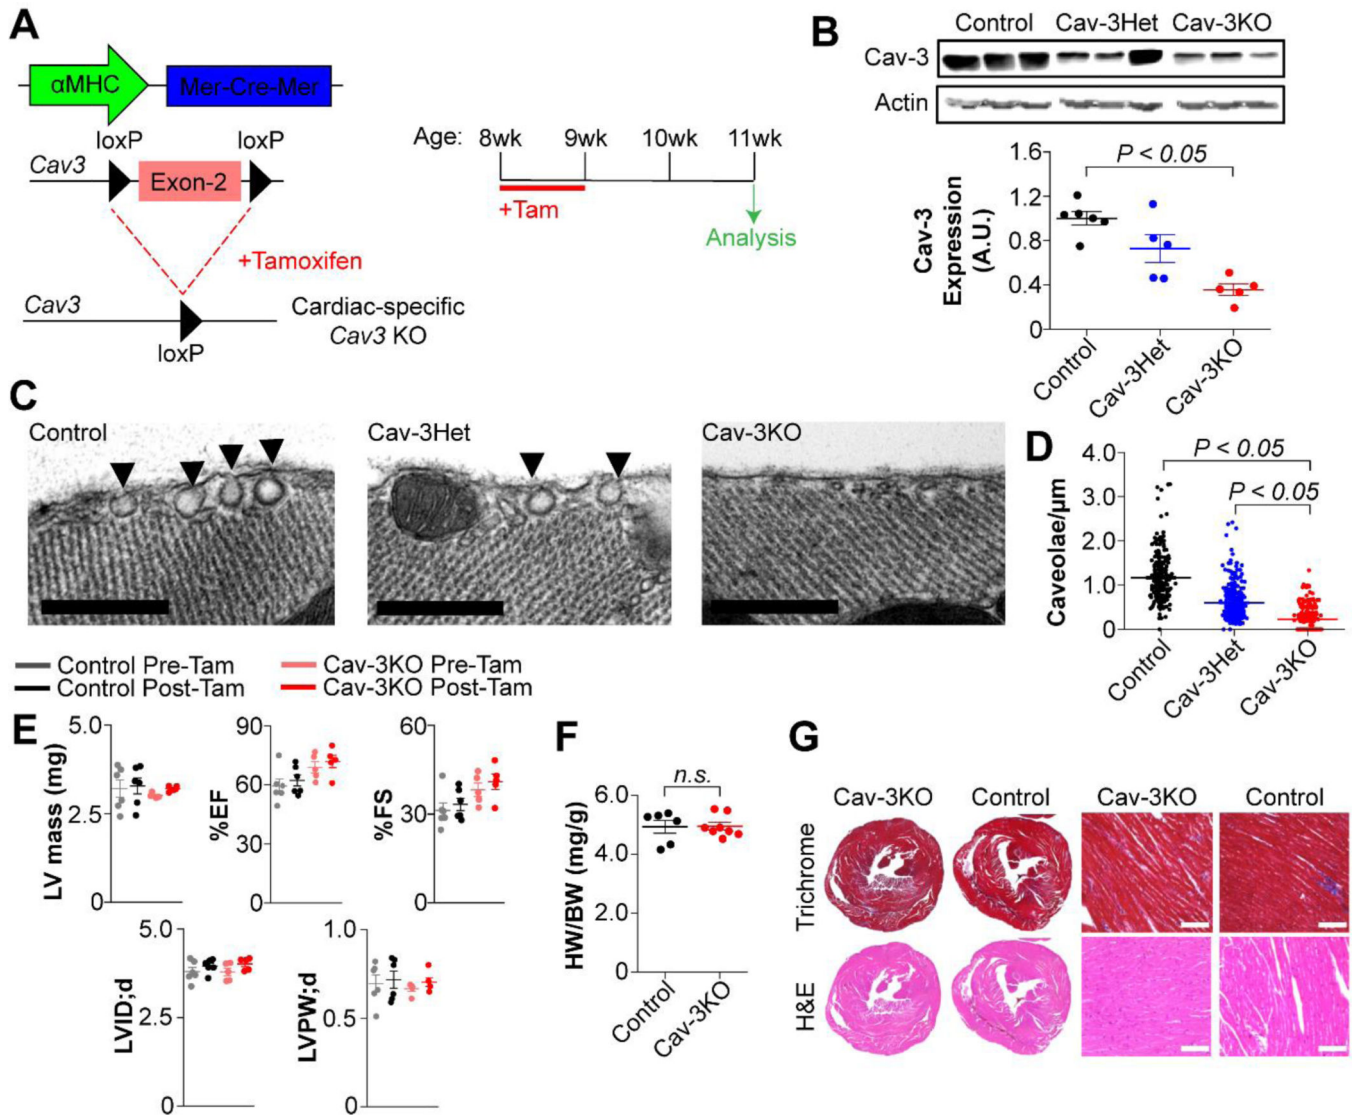 A
αMHC
Mer-Cre-Mer
loxP
loxP
Cav3
Exon-2
+Tamoxifen
Cav3
loxP
Cardiac-specific
Cav3 KO
Age:
8wk
9wk
10wk
11wk
+Tam
Analysis
B
Control
Cav-3Het
Cav-3KO
Cav-3
Actin
Cav-3
Expression
(A.U.)
1.6
1.2
0.8
0.4
0
P < 0.05
Control
Cav-3Het
Cav-3KO
C
Control
Cav-3Het
Cav-3KO
D
Caveolae/µm
4.0
3.0
2.0
1.0
0
P < 0.05
P < 0.05
Control
Cav-3Het
Cav-3KO
Control Pre-Tam
Cav-3KO Pre-Tam
Control Post-Tam
Cav-3KO Post-Tam
E
LV mass (mg)
5.0
2.5
0
%EF
90
60
30
0
%FS
60
30
0
LVID;d
5.0
2.5
0
LVPW;d
1.0
0.5
0
F
HW/BW (mg/g)
n.s.
6.0
4.0
2.0
0
Control
Cav-3KO
G
Cav-3KO
Control
Cav-3KO
Control
Trichrome
H&E